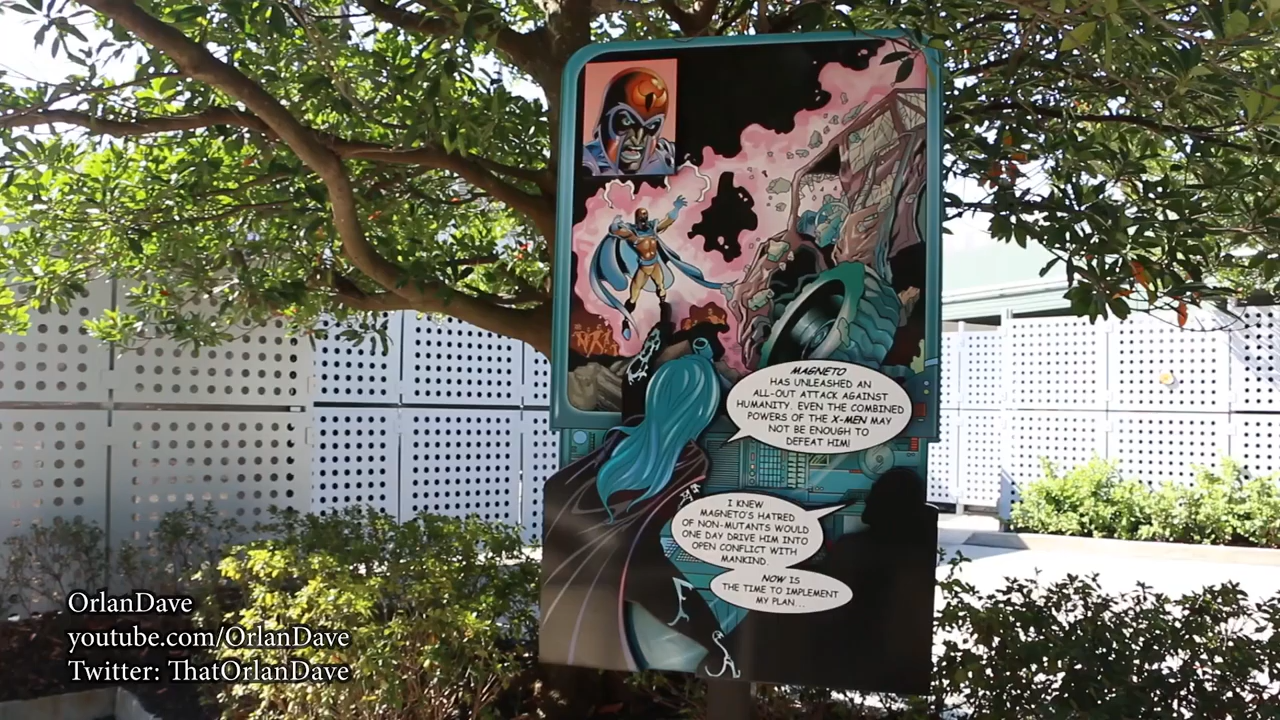 MAGNETO
HAS UNLEASHED AN
ALL-OUT ATTACK AGAINST
HUMANITY. EVEN THE COMBINED
POWERS OF THE X-MEN MAY
NOT BE ENOUGH TO
DEFEAT HIM!
I KNEW
MAGNETO'S HATRED
OF NON-MUTANTS WOULD
ONE DAY DRIVE HIM INTO
OPEN CONFLICT WITH
MANKIND.
NOW IS
THE TIME TO IMPLEMENT
MY PLAN...
OrlanDave
youtube.com/OrlanDave
Twitter: ThatOrlanDave